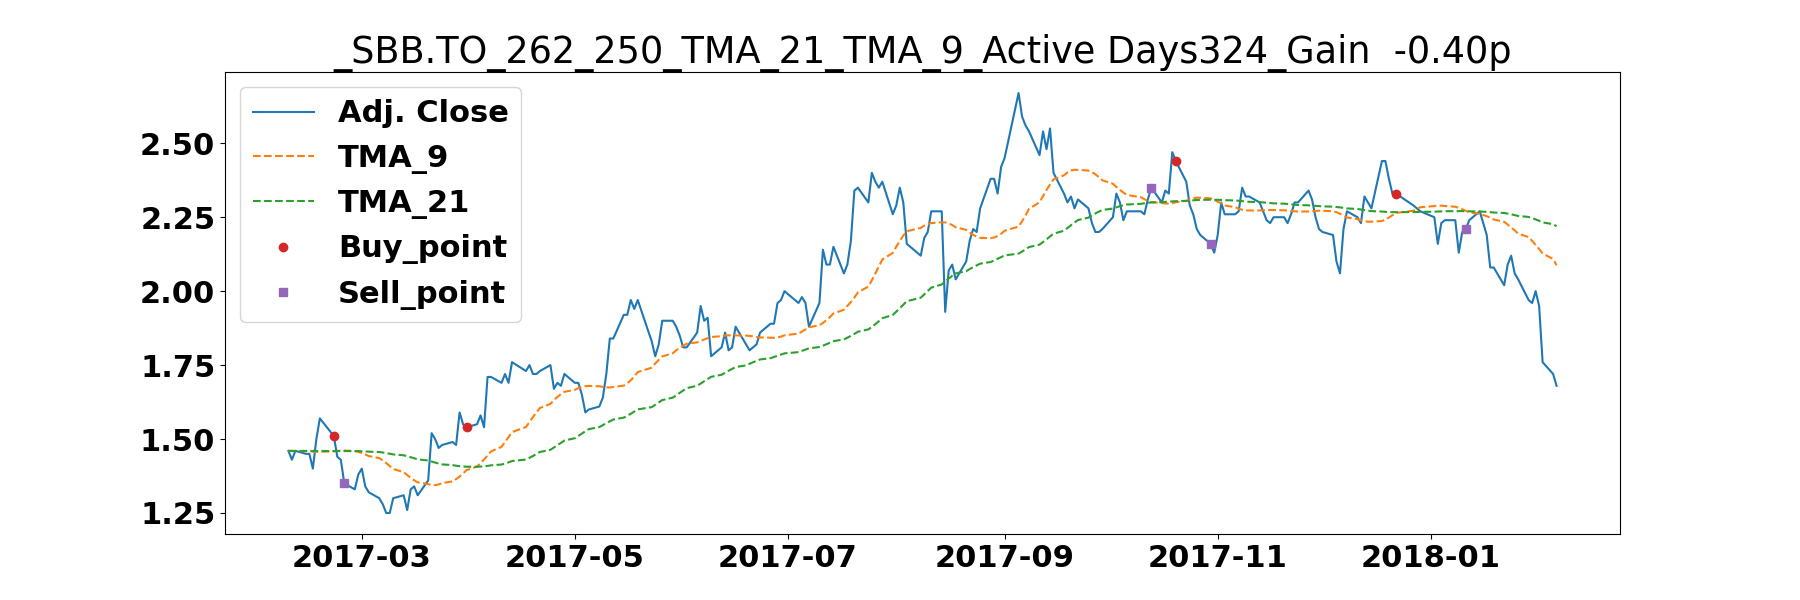 _SBB.TO_262_250_TMA_21_TMA_9_Active Days324_Gain  -0.40p
Adj. Close
TMA_9
TMA_21
Buy_point
Sell_point
2.50
2.25
2.00
1.75
1.50
1.25
2017-03 2017-05 2017-07 2017-09 2017-11 2018-01